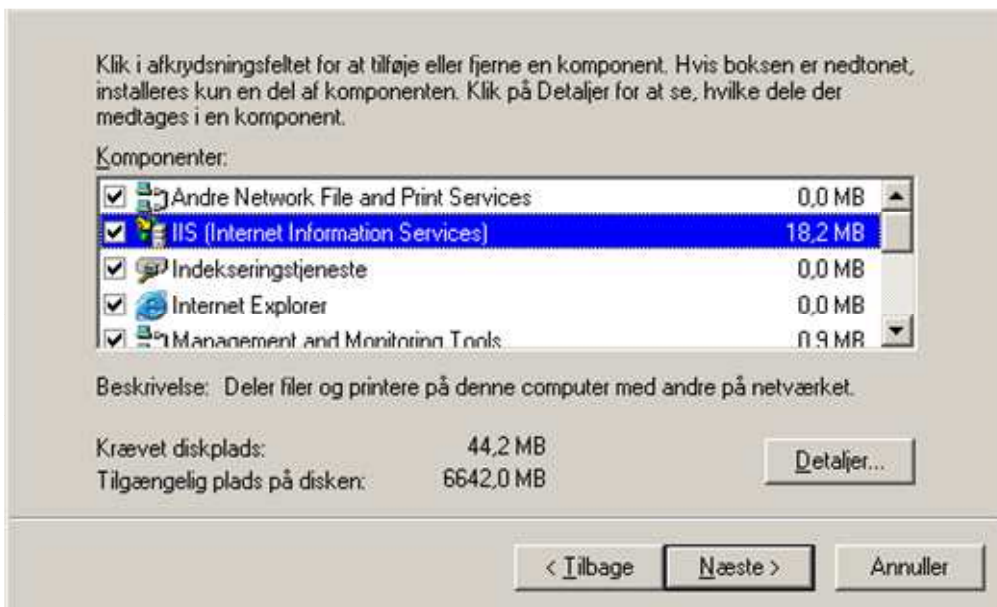 Klik i afkrydsningsfeltet for at tilføje eller fjerne en komponent. Hvis boksen er nedtonet,
installeres kun en del af komponenten. Klik på Detaljer for at se, hvilke dele der
medtages i en komponent.
Komponenter:
Andre Network File and Print Services 0,0 MB
IIS (Internet Information Services) 18,2 MB
Indekseringstjeneste 0,0 MB
Internet Explorer 0,0 MB
Management and Monitoring Tools 0,9 MB
Beskrivelse: Deler filer og printere på denne computer med andre på netværket.
Krævet diskplads: 44,2 MB
Tilgængelig plads på disken: 6642,0 MB
Detaljer...
< Tilbage Næste > Annuller